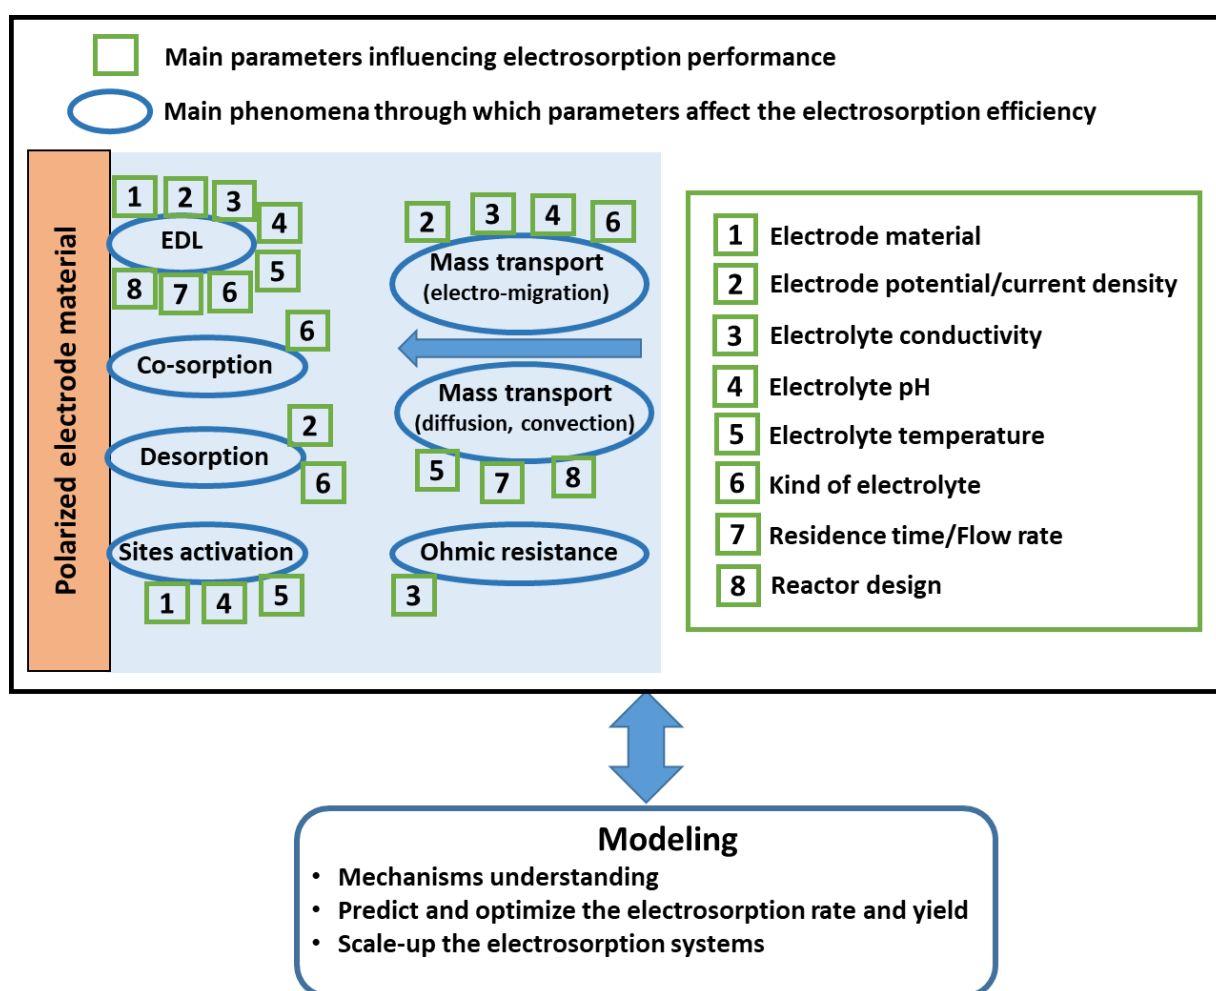 Main parameters influencing electrosorption performance
Main phenomena through which parameters affect the electrosorption efficiency
Polarized electrode material
1 2 3 4
EDL
5
8 7 6
6
Co-sorption
2
Desorption
6
Sites activation
1 4 5
2 3 4 6
Mass transport
(electro-migration)
Mass transport
(diffusion, convection)
5 7 8
Ohmic resistance
3
1 Electrode material
2 Electrode potential/current density
3 Electrolyte conductivity
4 Electrolyte pH
5 Electrolyte temperature
6 Kind of electrolyte
7 Residence time/Flow rate
8 Reactor design
Modeling
• Mechanisms understanding
• Predict and optimize the electrosorption rate and yield
• Scale-up the electrosorption systems